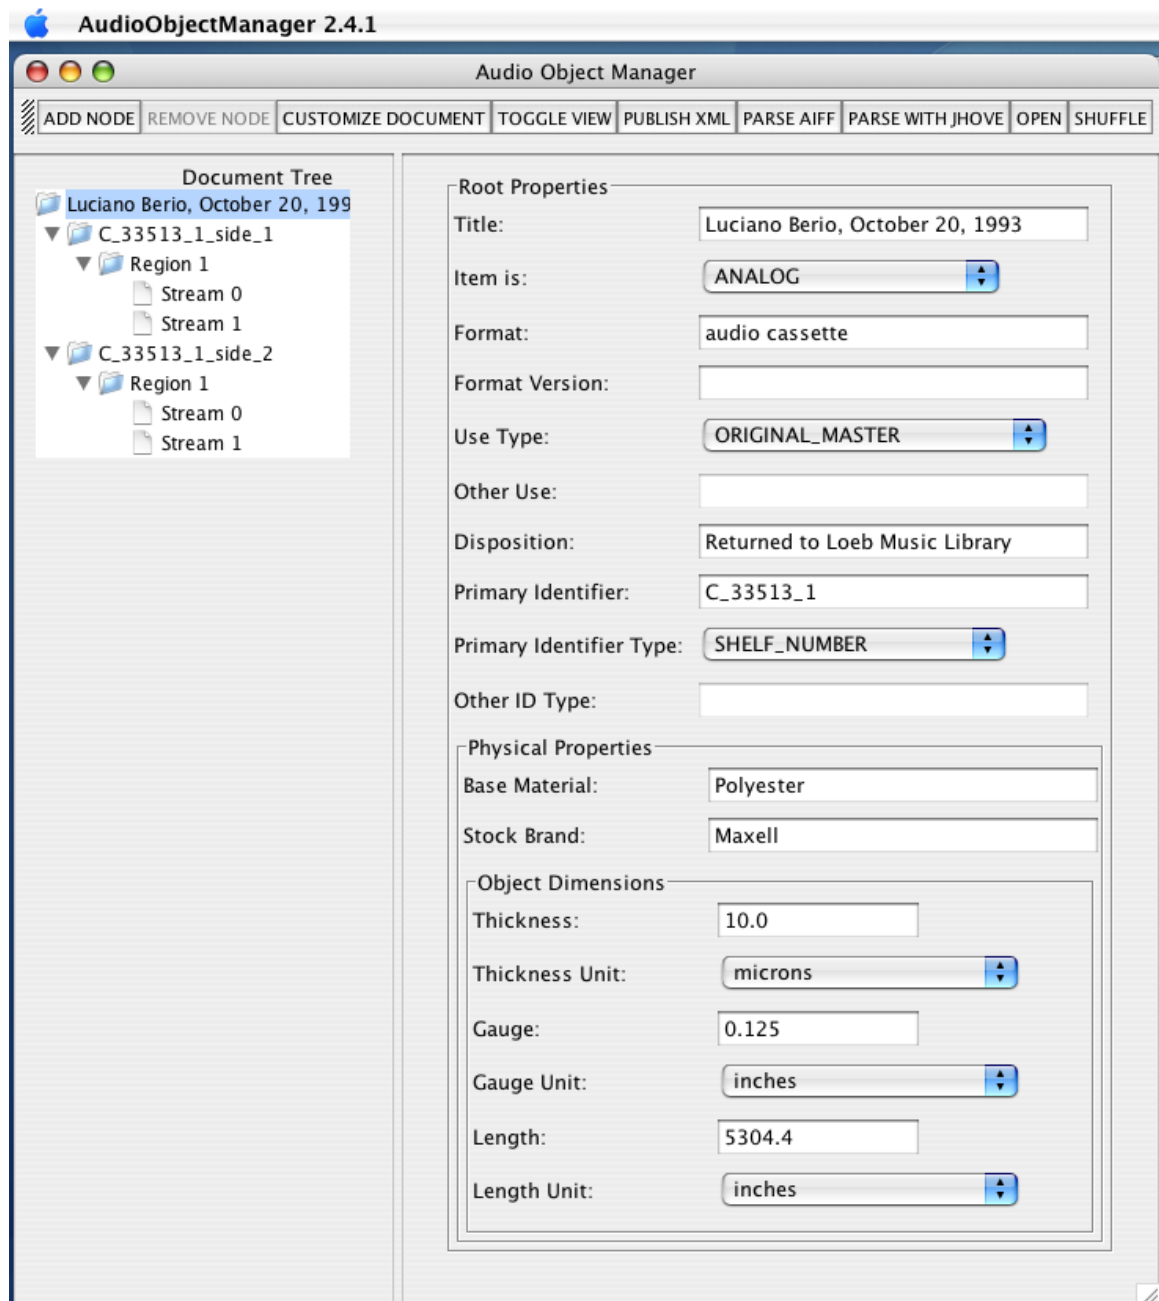 AudioObjectManager 2.4.1
Audio Object Manager
ADD NODE REMOVE NODE CUSTOMIZE DOCUMENT TOGGLE VIEW PUBLISH XML PARSE AIFF PARSE WITH JHOVE OPEN SHUFFLE
Document Tree
Luciano Berio, October 20, 199
C_33513_1_side_1
Region 1
Stream 0
Stream 1
C_33513_1_side_2
Region 1
Stream 0
Stream 1
Root Properties
Title: Luciano Berio, October 20, 1993
Item is: ANALOG
Format: audio cassette
Format Version:
Use Type: ORIGINAL_MASTER
Other Use:
Disposition: Returned to Loeb Music Library
Primary Identifier: C_33513_1
Primary Identifier Type: SHELF_NUMBER
Other ID Type:
Physical Properties
Base Material: Polyester
Stock Brand: Maxell
Object Dimensions
Thickness: 10.0
Thickness Unit: microns
Gauge: 0.125
Gauge Unit: inches
Length: 5304.4
Length Unit: inches